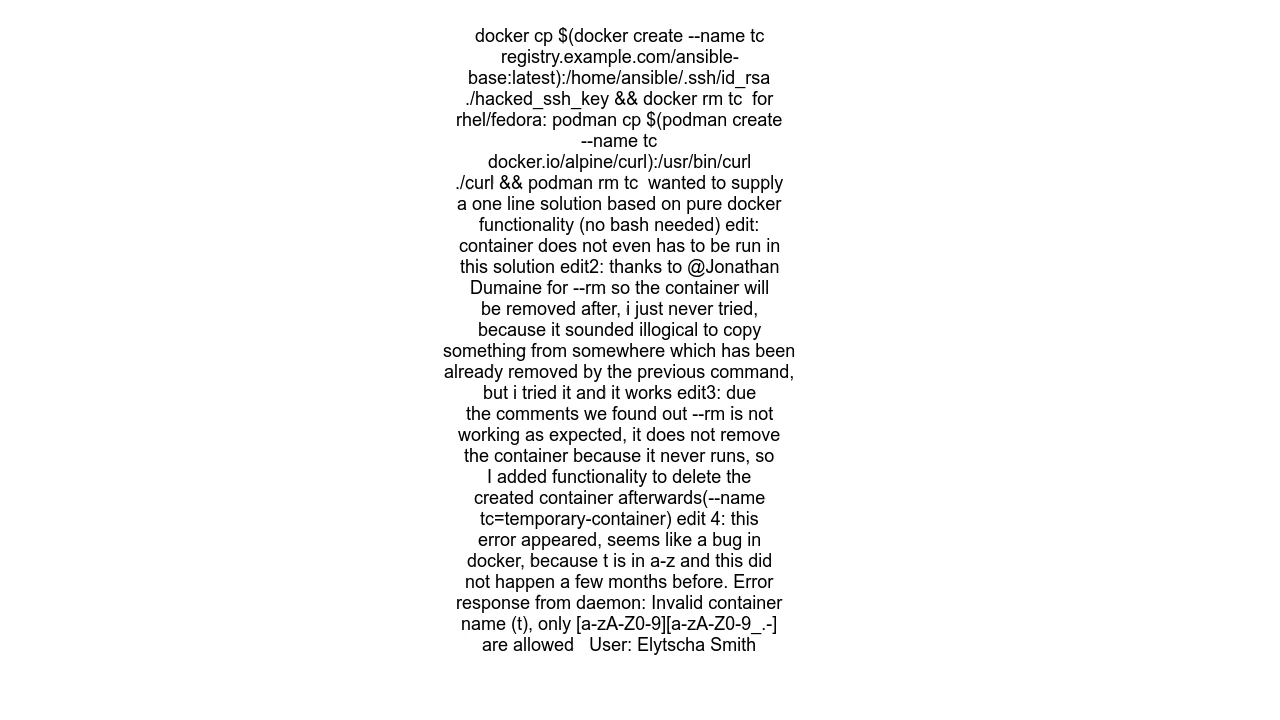 docker cp $(docker create --name tc
registry.example.com/ansible-
base:latest):/home/ansible/.ssh/id_rsa
./hacked_ssh_key && docker rm tc  for
rhel/fedora: podman cp $(podman create
--name tc
docker.io/alpine/curl):/usr/bin/curl
./curl && podman rm tc  wanted to supply
a one line solution based on pure docker
functionality (no bash needed) edit:
container does not even has to be run in
this solution edit2: thanks to @Jonathan
Dumaine for --rm so the container will
be removed after, i just never tried,
because it sounded illogical to copy
something from somewhere which has been
already removed by the previous command,
but i tried it and it works edit3: due
the comments we found out --rm is not
working as expected, it does not remove
the container because it never runs, so
I added functionality to delete the
created container afterwards(--name
tc=temporary-container) edit 4: this
error appeared, seems like a bug in
docker, because t is in a-z and this did
not happen a few months before. Error
response from daemon: Invalid container
name (t), only [a-zA-Z0-9][a-zA-Z0-9_.-]
are allowed   User: Elytscha Smith